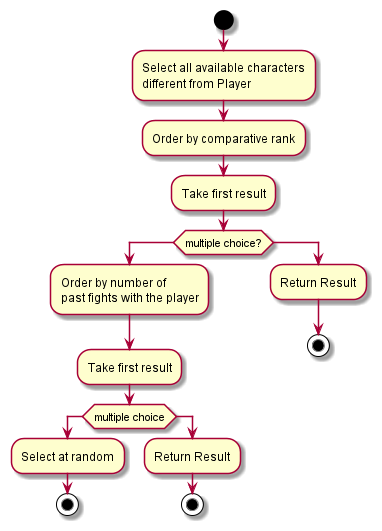 Select all available characters
different from Player
Order by comparative rank
Take first result
multiple choice?
Order by number of
past fights with the player
Return Result
Take first result
multiple choice
Select at random
Return Result